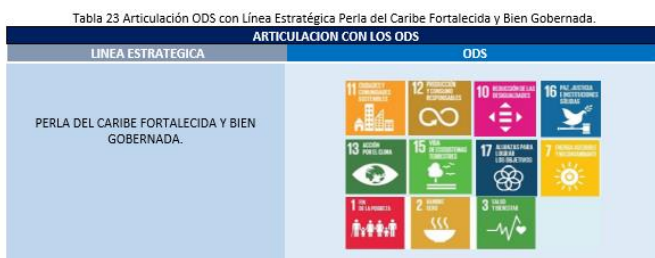 Tabla 23 Articulación ODS con Línea Estratégica Perla del Caribe Fortalecida y Bien Gobernada.
ARTICULACION CON LOS ODS
LINEA ESTRATEGICA
ODS
PERLA DEL CARIBE FORTALECIDA Y BIEN
GOBERNADA.
11 CIUDADES Y
COMUNIDADES
SOSTENIBLES
12 PRODUCCIÓN
Y CONSUMO
RESPONSABLES
10 REDUCCIÓN DE LAS
DESIGUALDADES
16 PAZ, JUSTICIA
E INSTITUCIONES
SÓLIDAS
13 ACCIÓN
POR EL CLIMA
15 VIDA
DE ECOSISTEMAS
TERRESTRES
17 ALIANZAS PARA
LOGRAR
LOS OBJETIVOS
7 ENERGÍA ASEQUIBLE
Y NO CONTAMINANTE
1 FIN
DE LA POBREZA
2 HAMBRE
CERO
3 SALUD
Y BIENESTAR